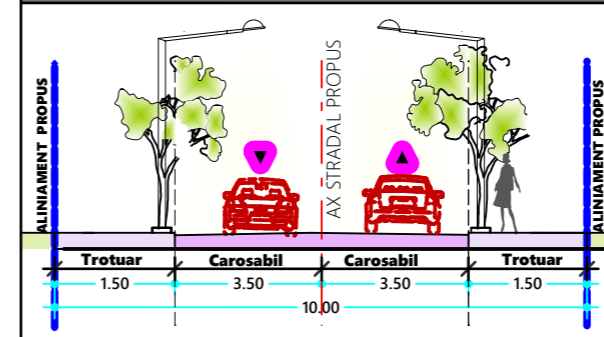 ALINIAMENT PROPUS
AX STRADAL PROPUS
ALINIAMENT PROPUS
Trotuar Carosabil Carosabil Trotuar
1.50 3.50 3.50 1.50
10.00